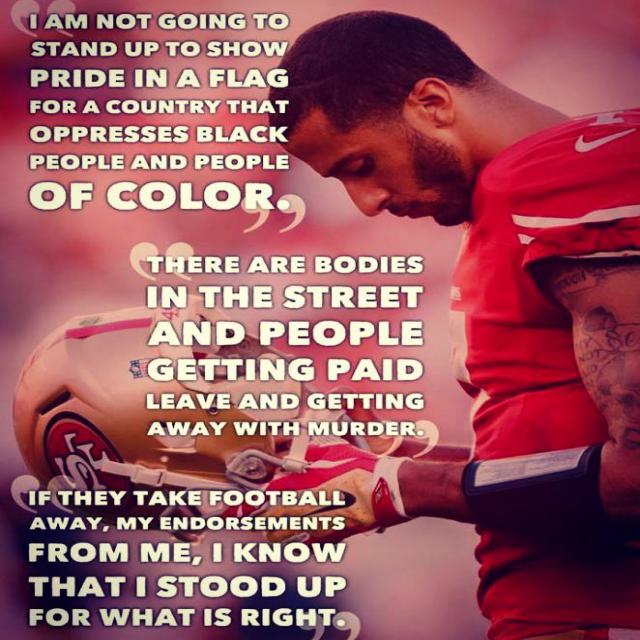 “I AM NOT GOING TO
STAND UP TO SHOW
PRIDE IN A FLAG
FOR A COUNTRY THAT
OPPRESSES BLACK
PEOPLE AND PEOPLE
OF COLOR.”
“THERE ARE BODIES
IN THE STREET
AND PEOPLE
GETTING PAID
LEAVE AND GETTING
AWAY WITH MURDER.”
“IF THEY TAKE FOOTBALL
AWAY, MY ENDORSEMENTS
FROM ME, I KNOW
THAT I STOOD UP
FOR WHAT IS RIGHT.”
SF
NFL